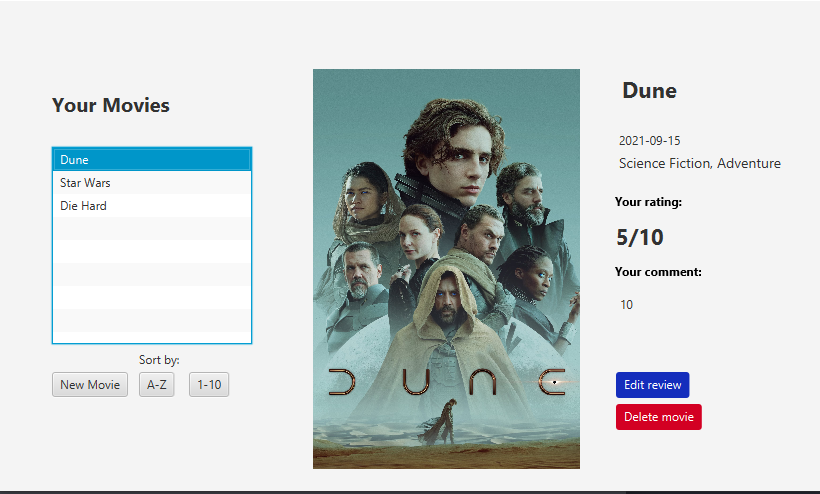 Your Movies
Dune
Star Wars
Die Hard
Sort by:
New Movie
A-Z
1-10
DUNE
Dune
2021-09-15
Science Fiction, Adventure
Your rating:
5/10
Your comment:
10
Edit review
Delete movie